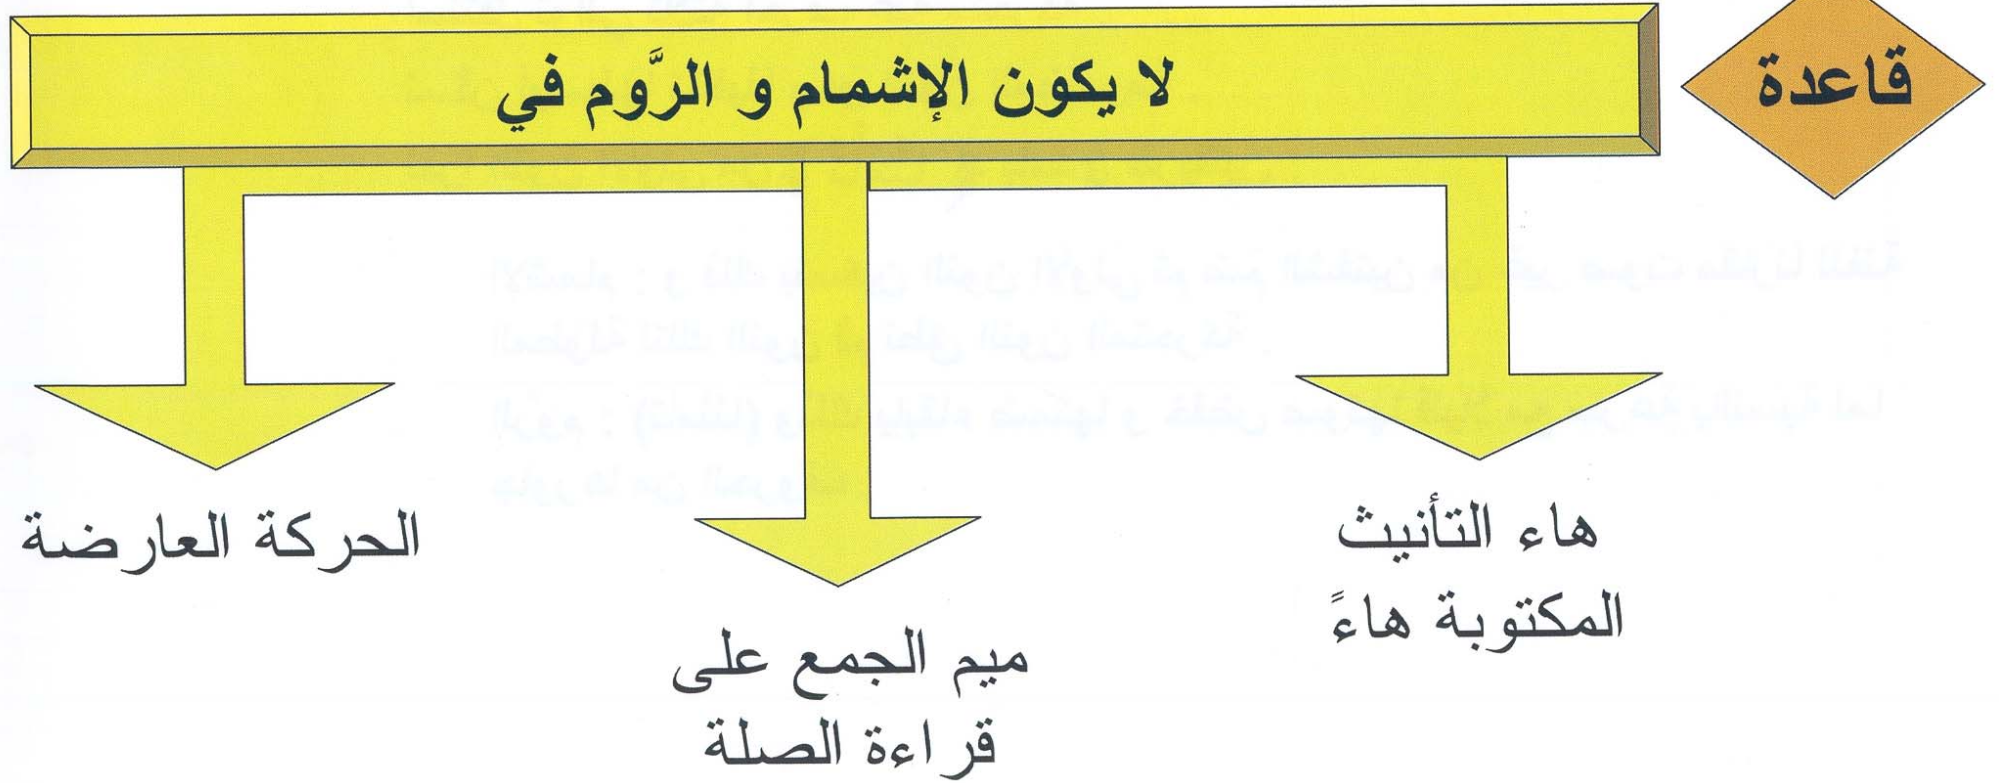 قاعدة
لا يكون الإشمام و الرَّوم في
هاء التأنيث
المكتوبة هاءً
ميم الجمع على
قراءة الصلة
الحركة العارضة